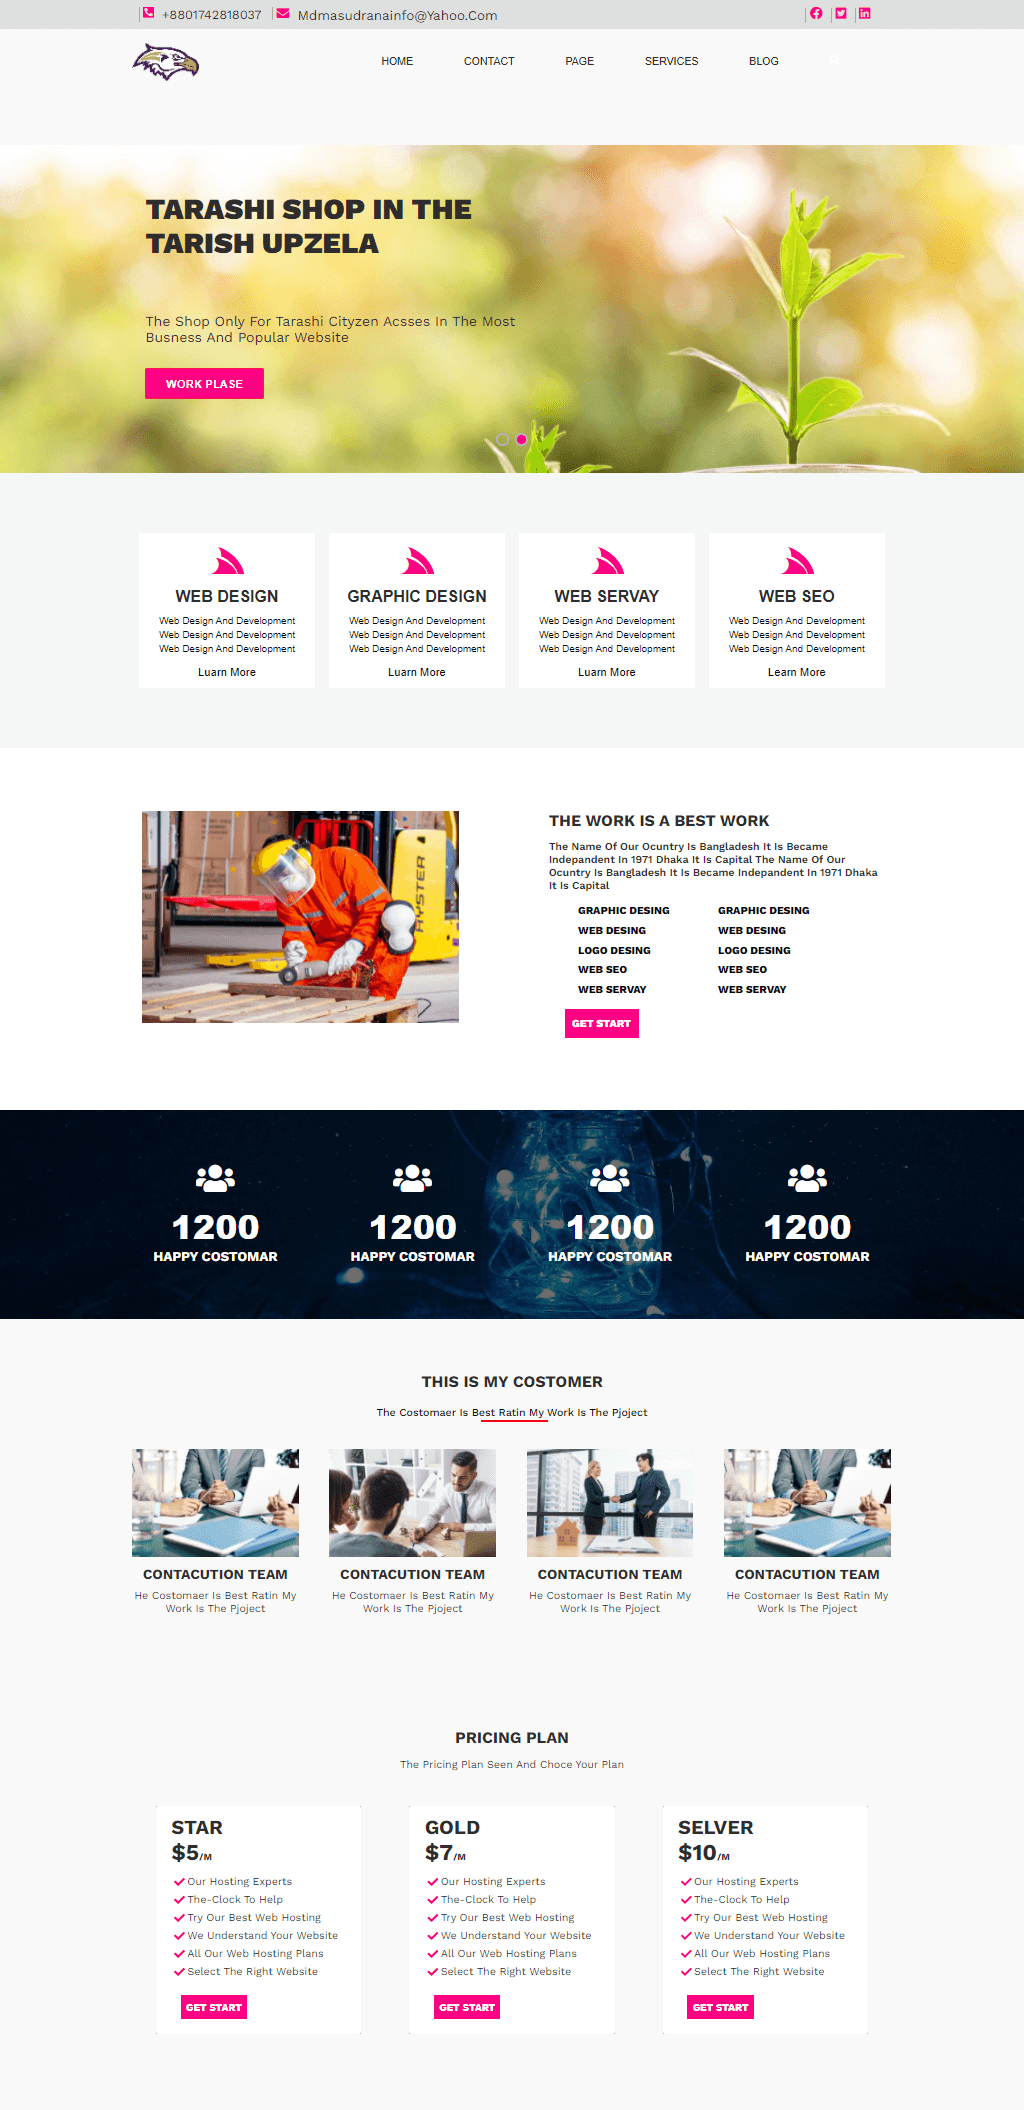 +8801742818037 Mdmasudranainfo@Yahoo.Com
HOME CONTACT PAGE SERVICES BLOG
TARASHI SHOP IN THE
TARISH UPZELA
The Shop Only For Tarashi Cityzen Acsses In The Most
Busness And Popular Website
WORK PLASE
WEB DESIGN
Web Design And Development
Web Design And Development
Web Design And Development
Luarn More
GRAPHIC DESIGN
Web Design And Development
Web Design And Development
Web Design And Development
Luarn More
WEB SERVAY
Web Design And Development
Web Design And Development
Web Design And Development
Luarn More
WEB SEO
Web Design And Development
Web Design And Development
Web Design And Development
Learn More
HYSTER
THE WORK IS A BEST WORK
The Name Of Our Ocuntry Is Bangladesh It Is Became
Independent In 1971 Dhaka It Is Capital The Name Of Our
Ocuntry Is Bangladesh It Is Became Independant In 1971 Dhaka
It Is Capital
GRAPHIC DESING GRAPHIC DESING
WEB DESING WEB DESING
LOGO DESING LOGO DESING
WEB SEO WEB SEO
WEB SERVAY WEB SERVAY
GET START
1200 1200 1200 1200
HAPPY COSTOMAR HAPPY COSTOMAR HAPPY COSTOMAR HAPPY COSTOMAR
THIS IS MY COSTOMER
The Costomaer Is Best Ratin My Work Is The Pjoject
CONTACUTION TEAM
He Costomaer Is Best Ratin My
Work Is The Pjoject
CONTACUTION TEAM
He Costomaer Is Best Ratin My
Work Is The Pjoject
CONTACUTION TEAM
He Costomaer Is Best Ratin My
Work Is The Pjoject
CONTACUTION TEAM
He Costomaer Is Best Ratin My
Work Is The Pjoject
PRICING PLAN
The Pricing Plan Seen And Choce Your Plan
STAR
$5/M
Our Hosting Experts
The-Clock To Help
Try Our Best Web Hosting
We Understand Your Website
All Our Web Hosting Plans
Select The Right Website
GET START
GOLD
$7/M
Our Hosting Experts
The-Clock To Help
Try Our Best Web Hosting
We Understand Your Website
All Our Web Hosting Plans
Select The Right Website
GET START
SELVER
$10/M
Our Hosting Experts
The-Clock To Help
Try Our Best Web Hosting
We Understand Your Website
All Our Web Hosting Plans
Select The Right Website
GET START